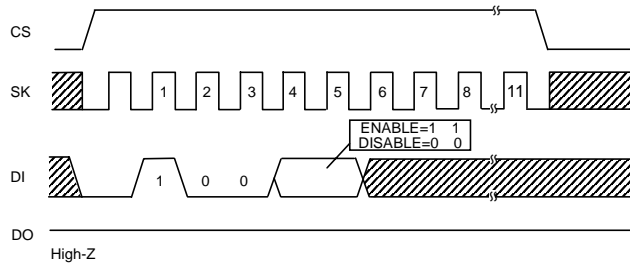 CS
SK 1 2 3 4 5 6 7 8 11
ENABLE=1 1
DISABLE=0 0
DI 1 0 0
DO
High-Z